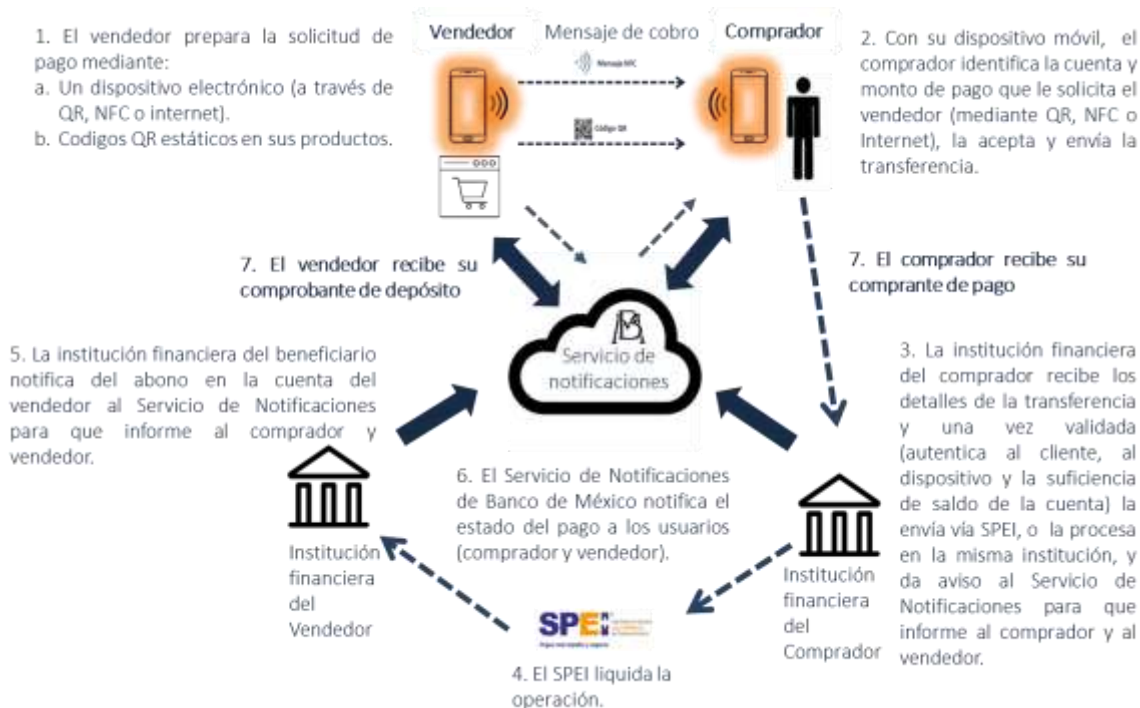 1. El vendedor prepara la solicitud de
pago mediante:
a. Un dispositivo electrónico (a través de
QR, NFC o internet).
b. Codigos QR estáticos en sus productos.
Vendedor
Mensaje de cobro
Comprador
Mensaje NFC
Código QR
2. Con su dispositivo móvil, el
comprador identifica la cuenta y
monto de pago que le solicita el
vendedor (mediante QR, NFC o
Internet), la acepta y envía la
transferencia.
7. El vendedor recibe su
comprobante de depósito
7. El comprador recibe su
comprante de pago
Servicio de
notificaciones
5. La institución financiera del beneficiario
notifica del abono en la cuenta del
vendedor al Servicio de Notificaciones
para que informe al comprador y
vendedor.
3. La institución financiera
del comprador recibe los
detalles de la transferencia
y una vez validada
(autentica al cliente, al
dispositivo y la suficiencia
de saldo de la cuenta) la
envía vía SPEI, o la procesa
en la misma institución, y
da aviso al Servicio de
Notificaciones para que
informe al comprador y al
vendedor.
6. El Servicio de Notificaciones
de Banco de México notifica el
estado del pago a los usuarios
(comprador y vendedor).
Institución
financiera
del
Vendedor
Institución
financiera
del
Comprador
SPEI
4. El SPEI liquida la
operación.